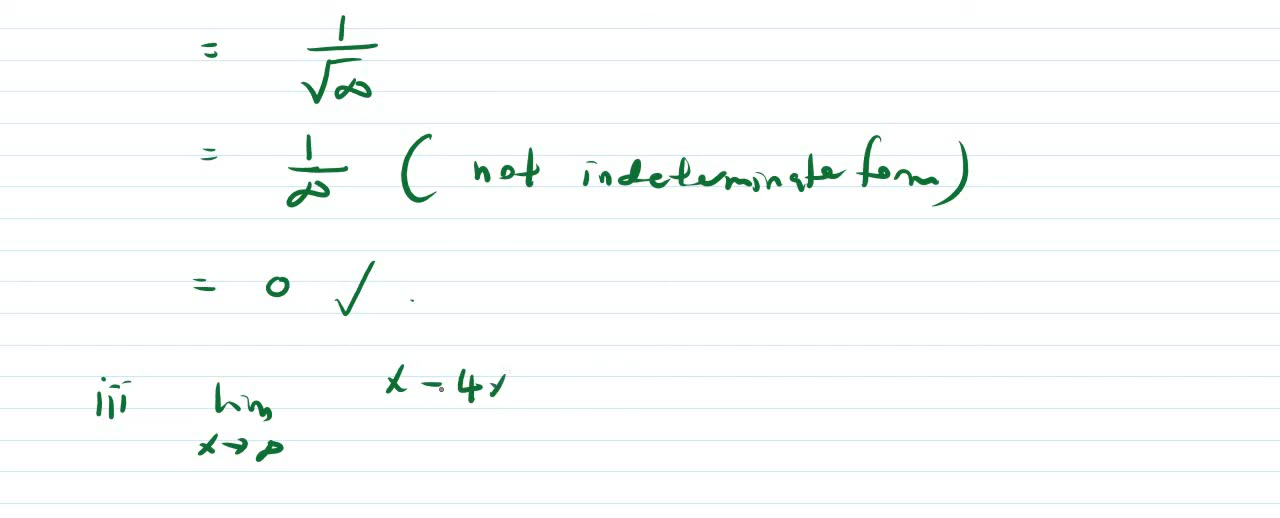 = 1/√∞
= 1/∞ ( not indeterminate form )
= 0 √ .
iii lim x→∞ x - 4x